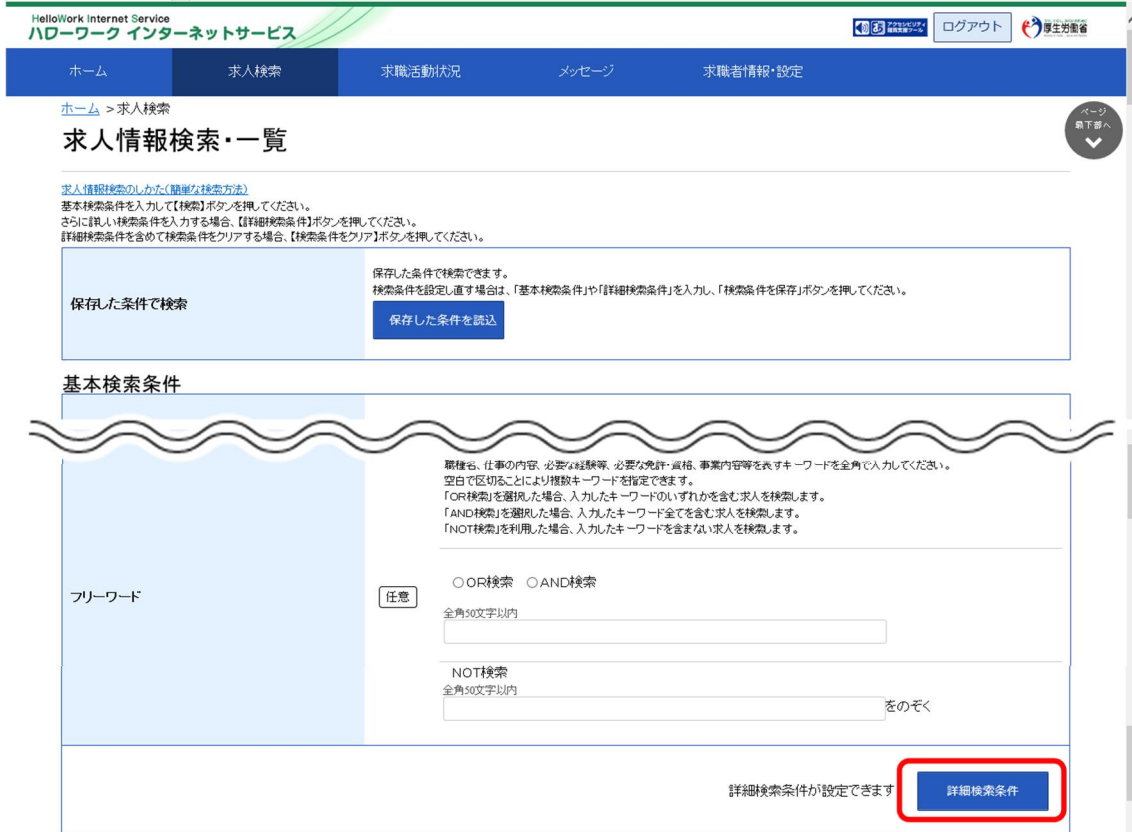 HelloWork Internet Service
ハローワーク インターネットサービス
ログアウト
厚生労働省
ホーム 求人検索 求職活動状況 メッセージ 求職者情報・設定
ホーム >求人検索
ページ
最下部へ
求人情報検索・一覧
求人情報検索のしかた(簡単な検索方法)
基本検索条件を入力して【検索】ボタンを押してください。
さらに詳しい検索条件を入力する場合、【詳細検索条件】ボタンを押してください。
詳細検索条件を含めて検索条件をクリアする場合、【検索条件をクリア】ボタンを押してください。
保存した条件で検索
保存した条件で検索できます。
検索条件を設定し直す場合は、「基本検索条件」や「詳細検索条件」を入力し、「検索条件を保存」ボタンを押してください。
保存した条件を読込
基本検索条件
職種名、仕事の内容、必要な経験等、必要な免許・資格、事業内容等を表すキーワードを全角で入力してください。
空白で区切ることにより複数キーワードを指定できます。
「OR検索」を選択した場合、入力したキーワードのいずれかを含む求人を検索します。
「AND検索」を選択した場合、入力したキーワード全てを含む求人を検索します。
「NOT検索」を利用した場合、入力したキーワードを含まない求人を検索します。
フリーワード
任意
OR検索 AND検索
全角50文字以内
NOT検索
全角50文字以内
をのぞく
詳細検索条件が設定できます
詳細検索条件